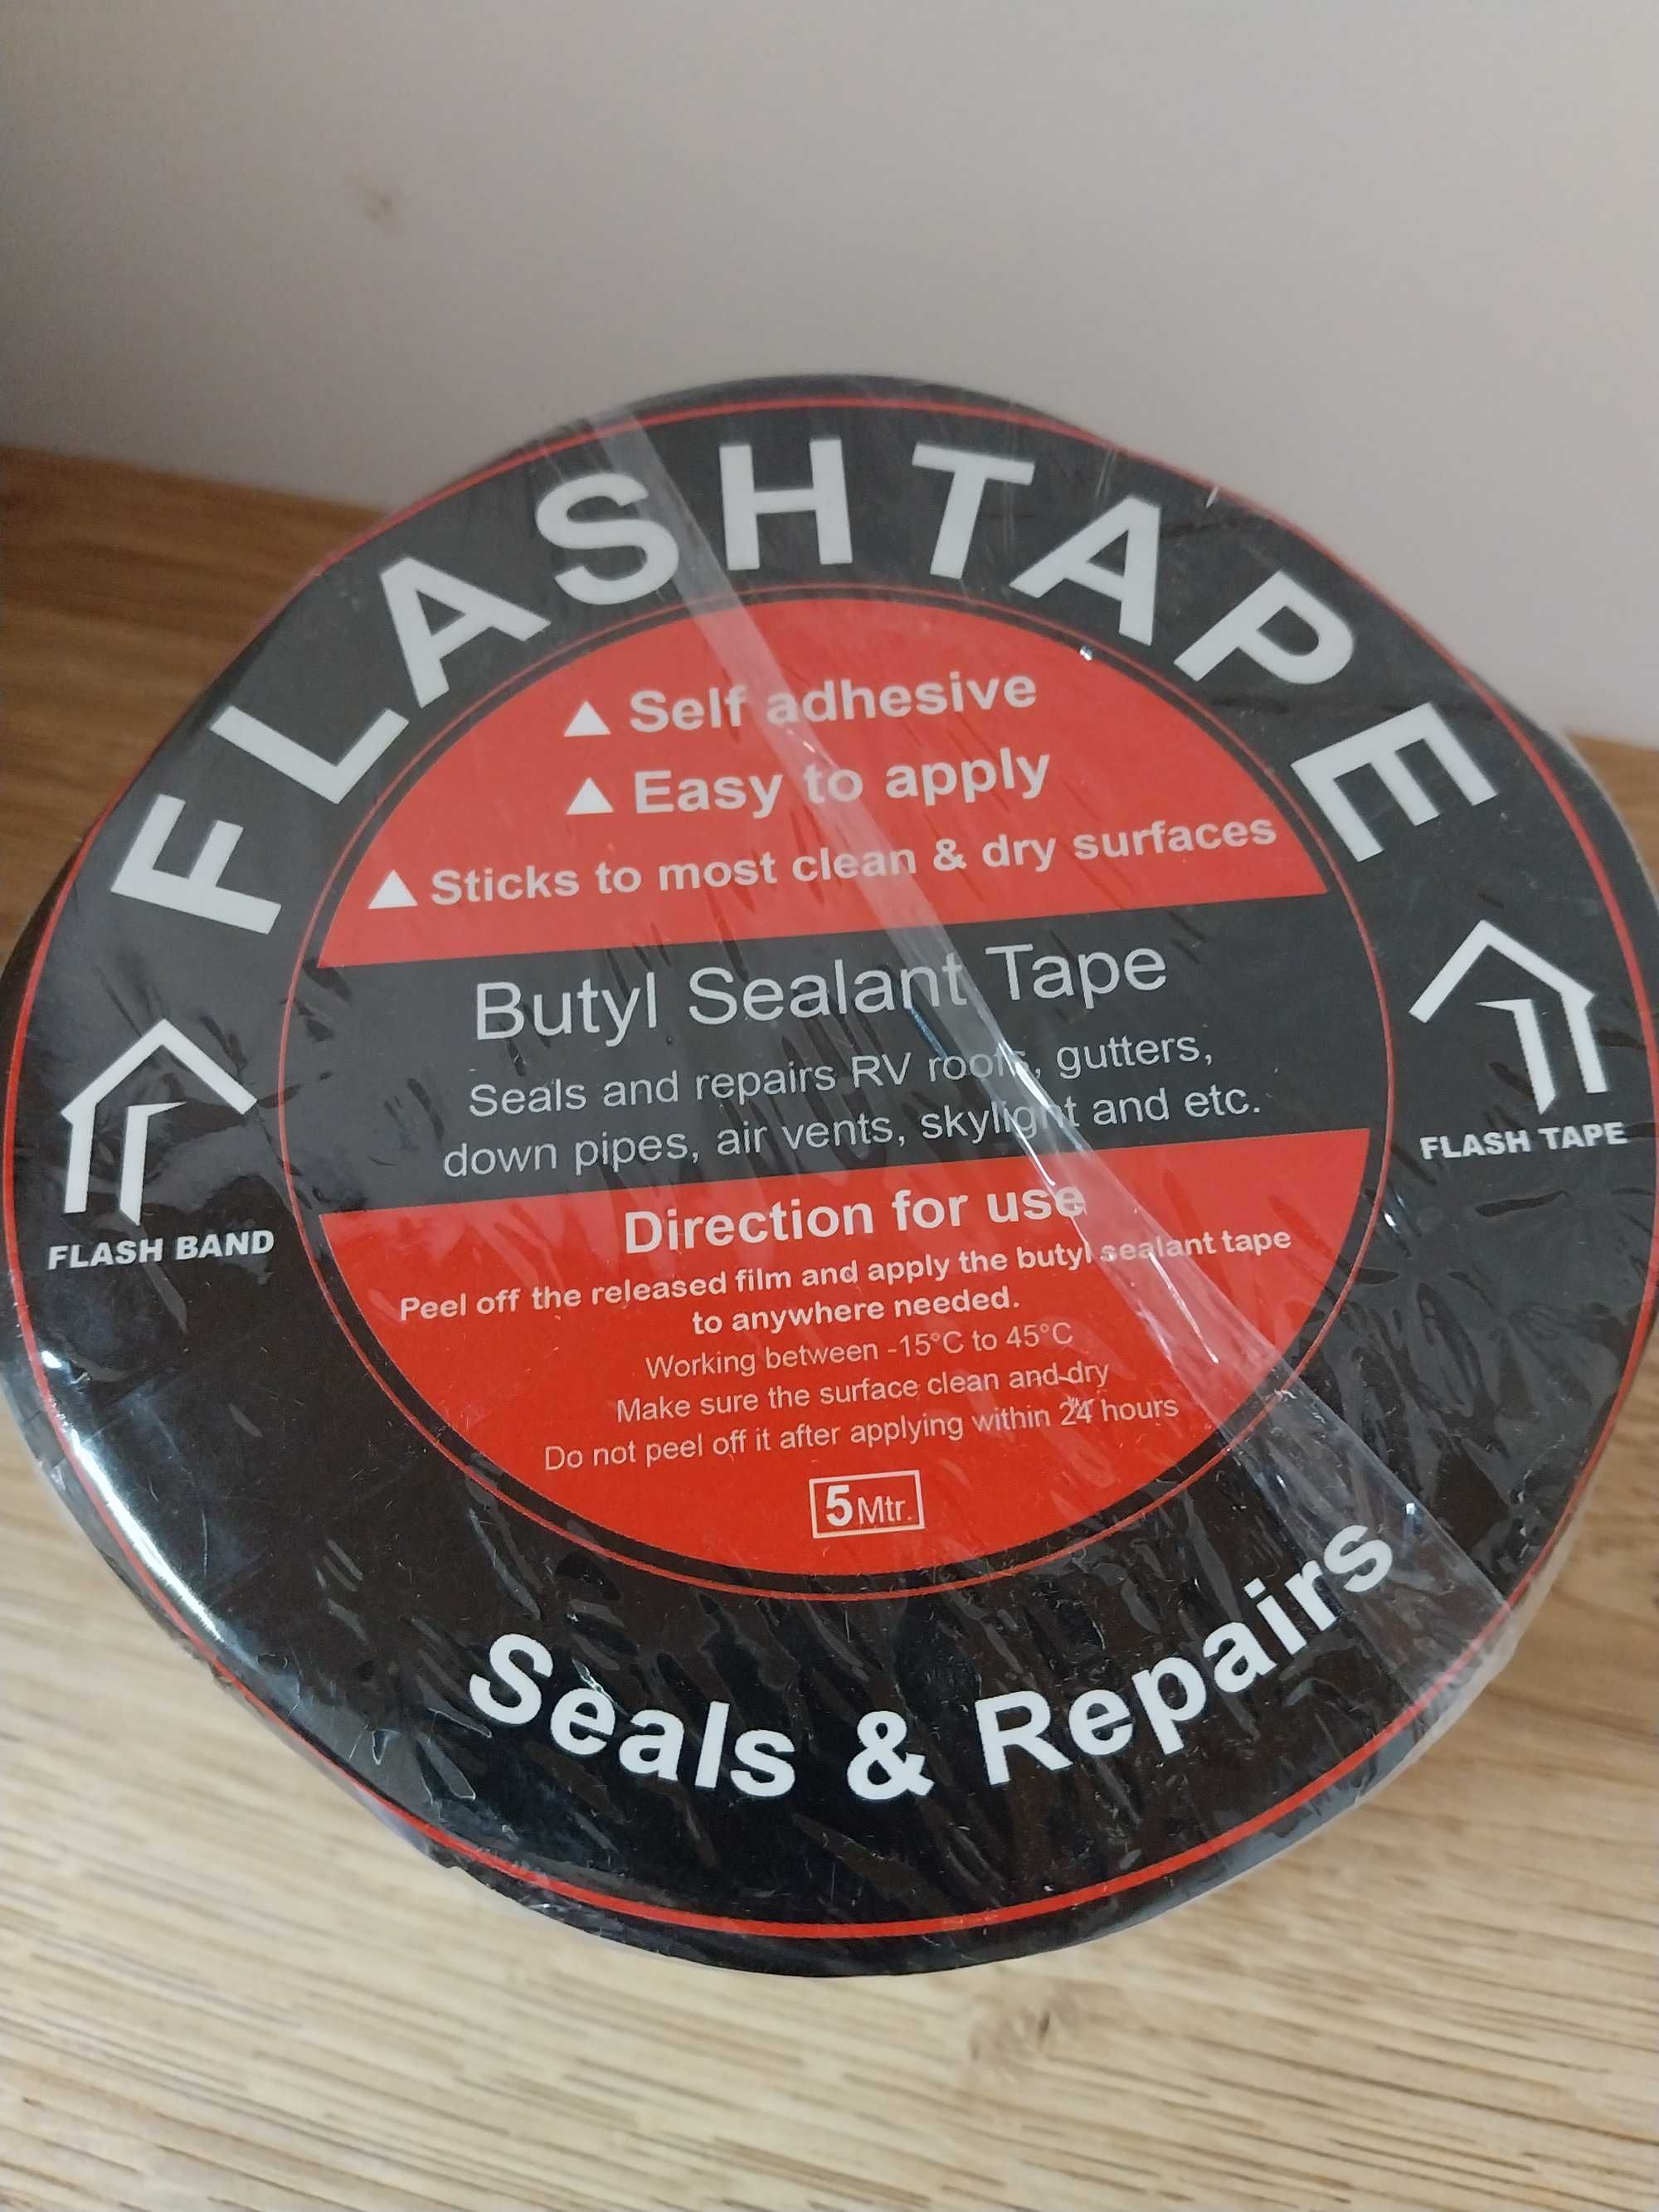 FLASHTAPE
▲ Self adhesive
▲ Easy to apply
▲ Sticks to most clean & dry surfaces
Butyl Sealant Tape
Seals and repairs RV roofs, gutters,
down pipes, air vents, skylight and etc.
FLASH BAND
FLASH TAPE
Direction for use
Peel off the released film and apply the butyl sealant tape
to anywhere needed.
Working between -15°C to 45°C
Make sure the surface clean and dry
Do not peel off it after applying within 24 hours
5 Mtr.
Seals & Repairs